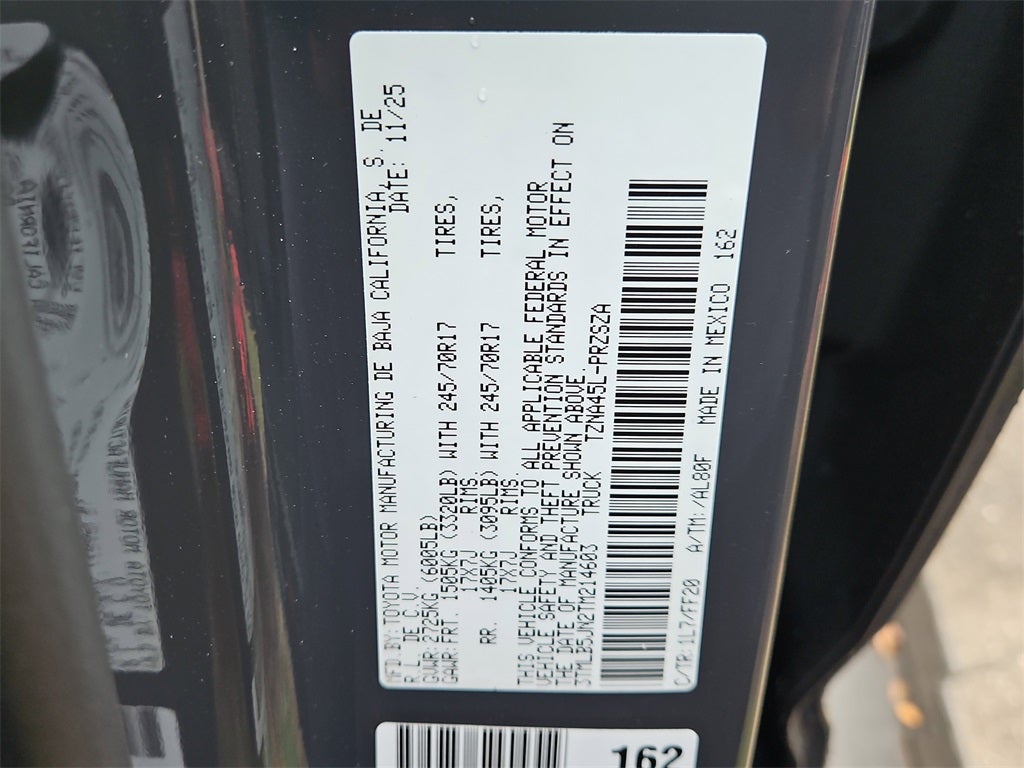 MFD.BY:TOYOTA MOTOR MANUFACTURING DE BAJA CALIFORNIA, S. DE
R.L. DE C.V. DATE: 11/25
GVWR:2725KG (6005LB)
GAWR:FRT. 1505KG (3320LB) WITH 245/70R17 TIRES,
17X7J RIMS.
RR. 1405KG (3095LB) WITH 245/70R17 TIRES,
17X7J RIMS.
THIS VEHICLE CONFORMS TO ALL APPLICABLE FEDERAL MOTOR
VEHICLE SAFETY AND THEFT PREVENTION STANDARDS IN EFFECT ON
THE DATE OF MANUFACTURE SHOWN ABOVE.
3TMLB5JN2TM214603 TRUCK TZNA45L-PRZSZA
C/TR:1L7/FF20 A/TM:/AL80F MADE IN MEXICO 162
162